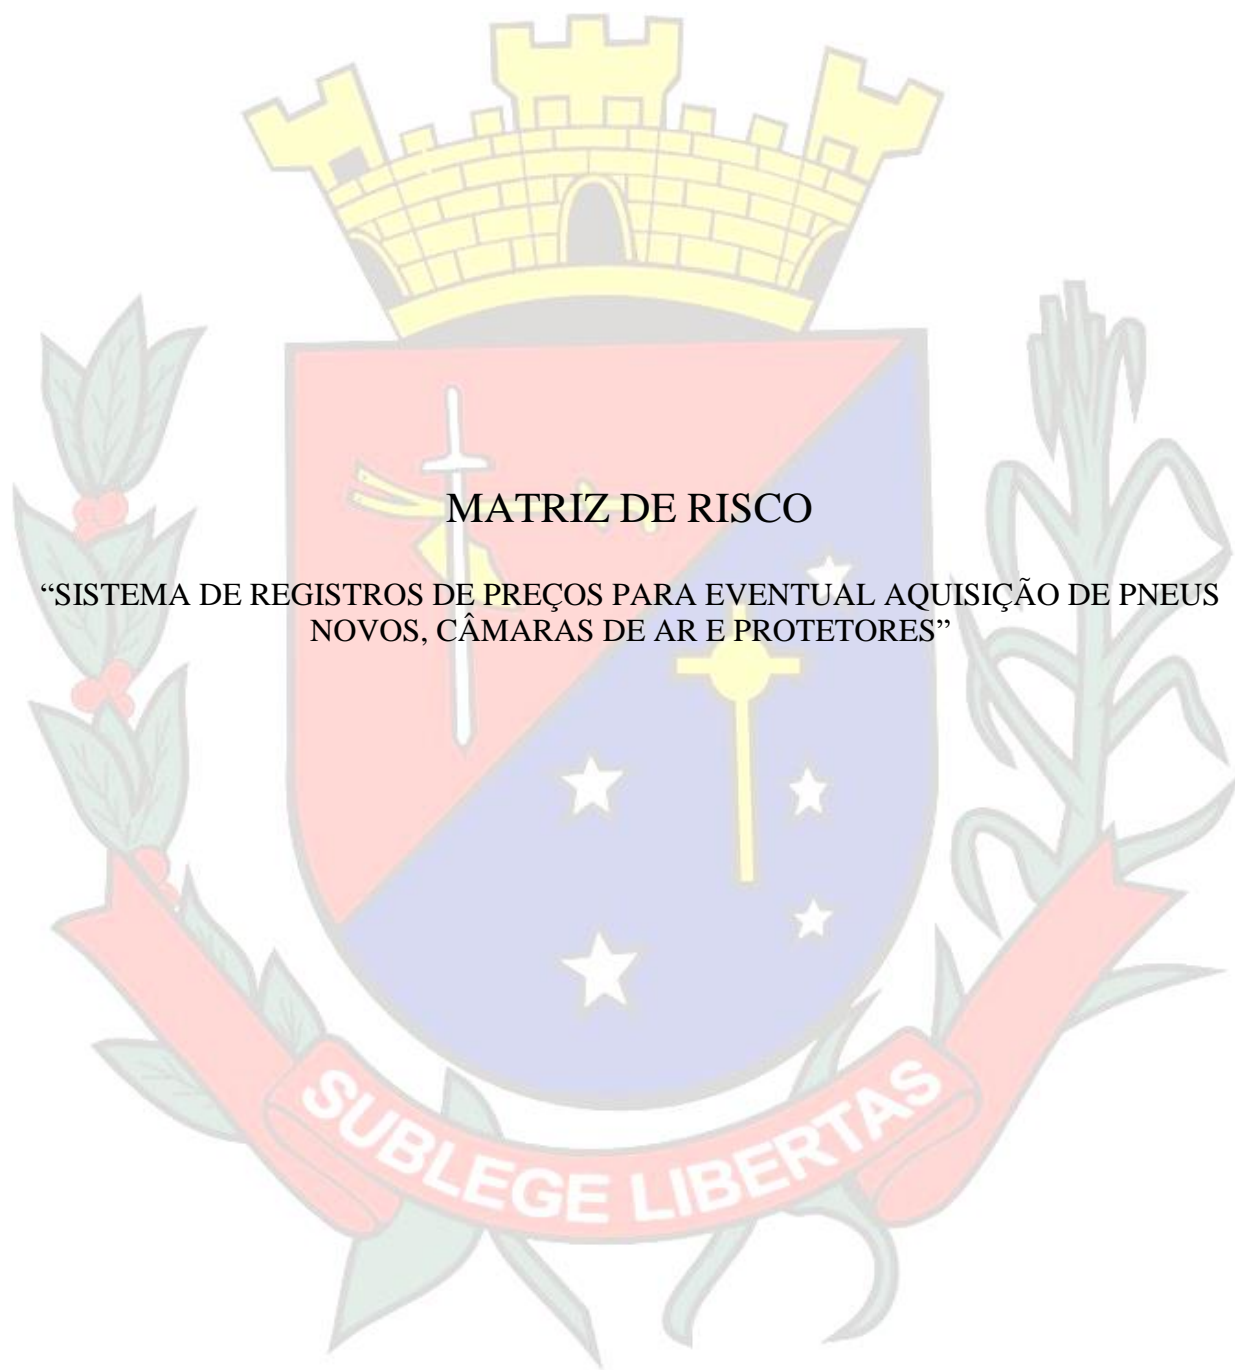 MATRIZ DE RISCO
“SISTEMA DE REGISTROS DE PREÇOS PARA EVENTUAL AQUISIÇÃO DE PNEUS
NOVOS, CÂMARAS DE AR E PROTETORES”
SUBLEGE LIBERTAS